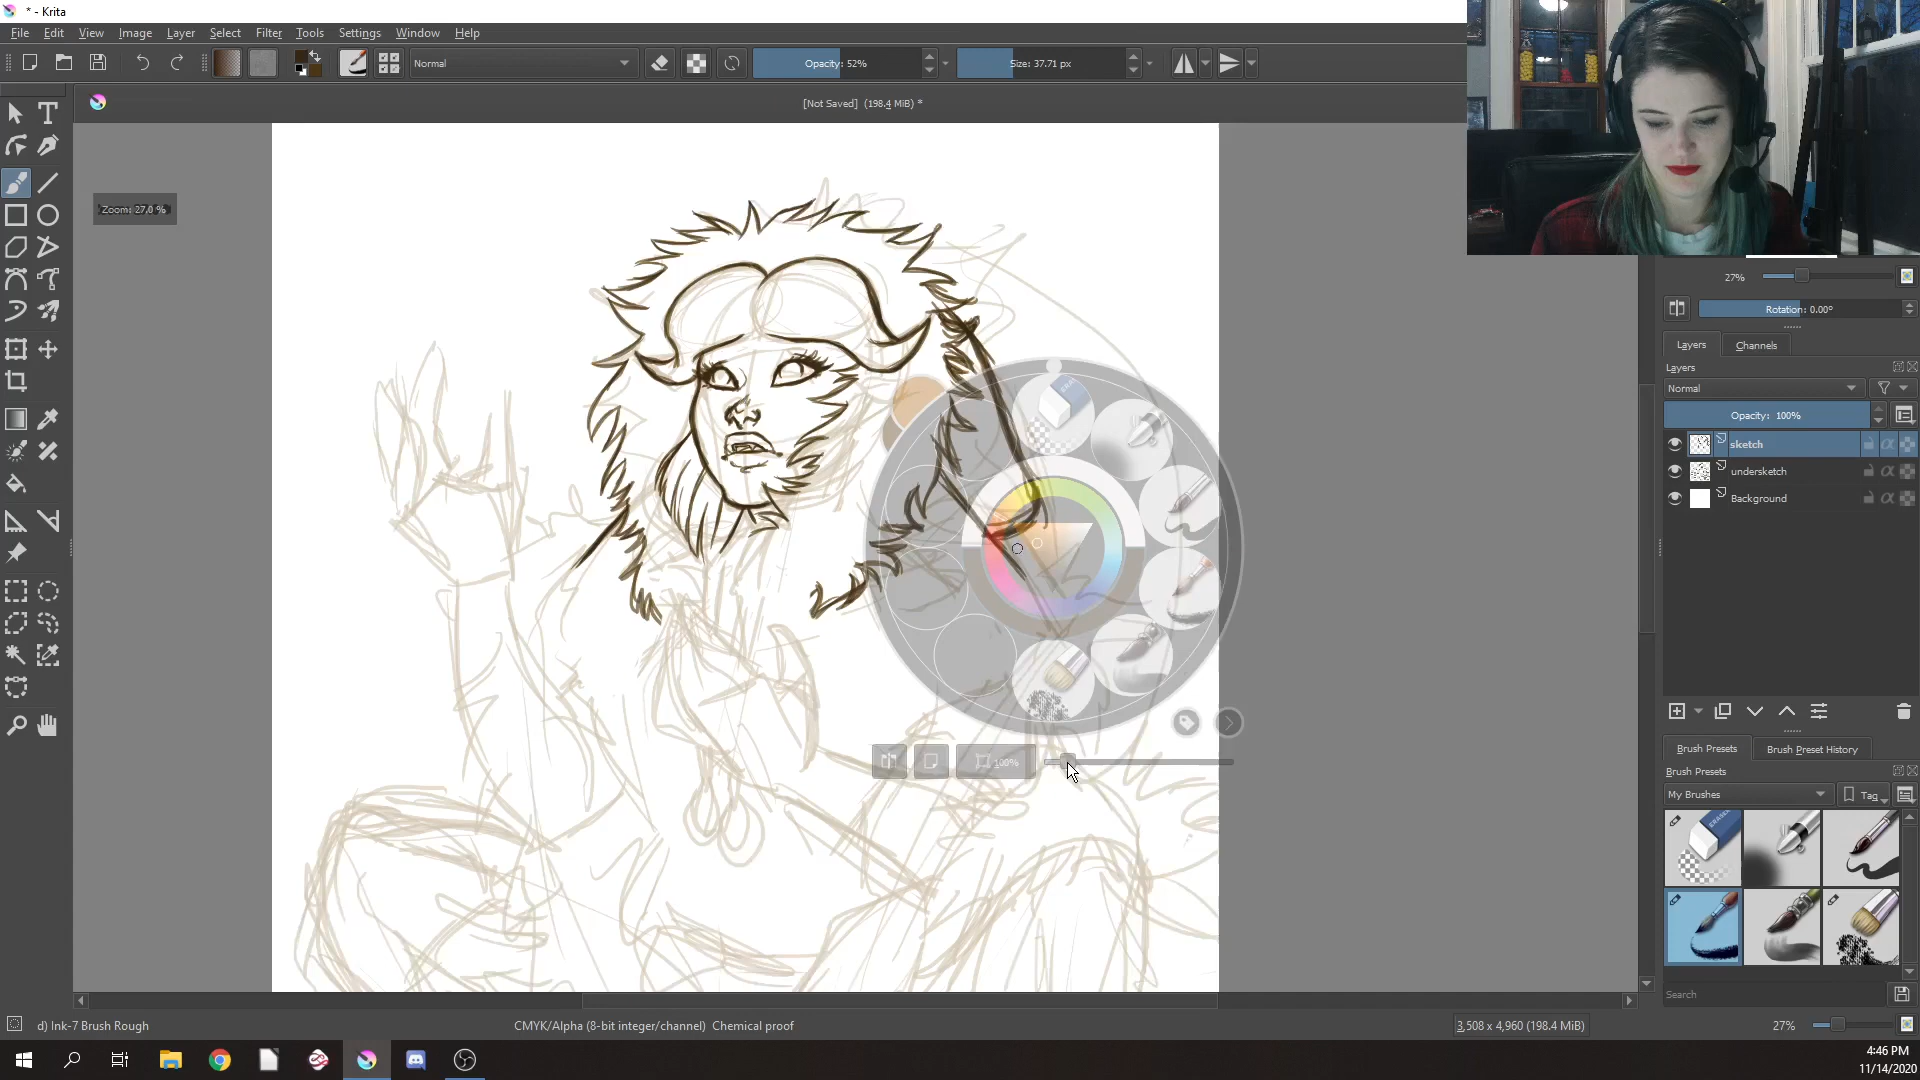 * - Krita
File Edit View Image Layer Select Filter Tools Settings Window Help
Normal Opacity: 52% Size: 37.71 px
[Not Saved] (198.4 MiB) *
Zoom: 27.0 %
27%
Rotation: 0.00°
Layers Channels
Layers
Normal
Opacity: 100%
sketch
undersketch
Background
100%
Brush Presets Brush Preset History
Brush Presets
My Brushes Tag
Search
d) Ink-7 Brush Rough CMYK/Alpha (8-bit integer/channel) Chemical proof 3,508 x 4,960 (198.4 MiB) 27%
4:46 PM
11/14/2020